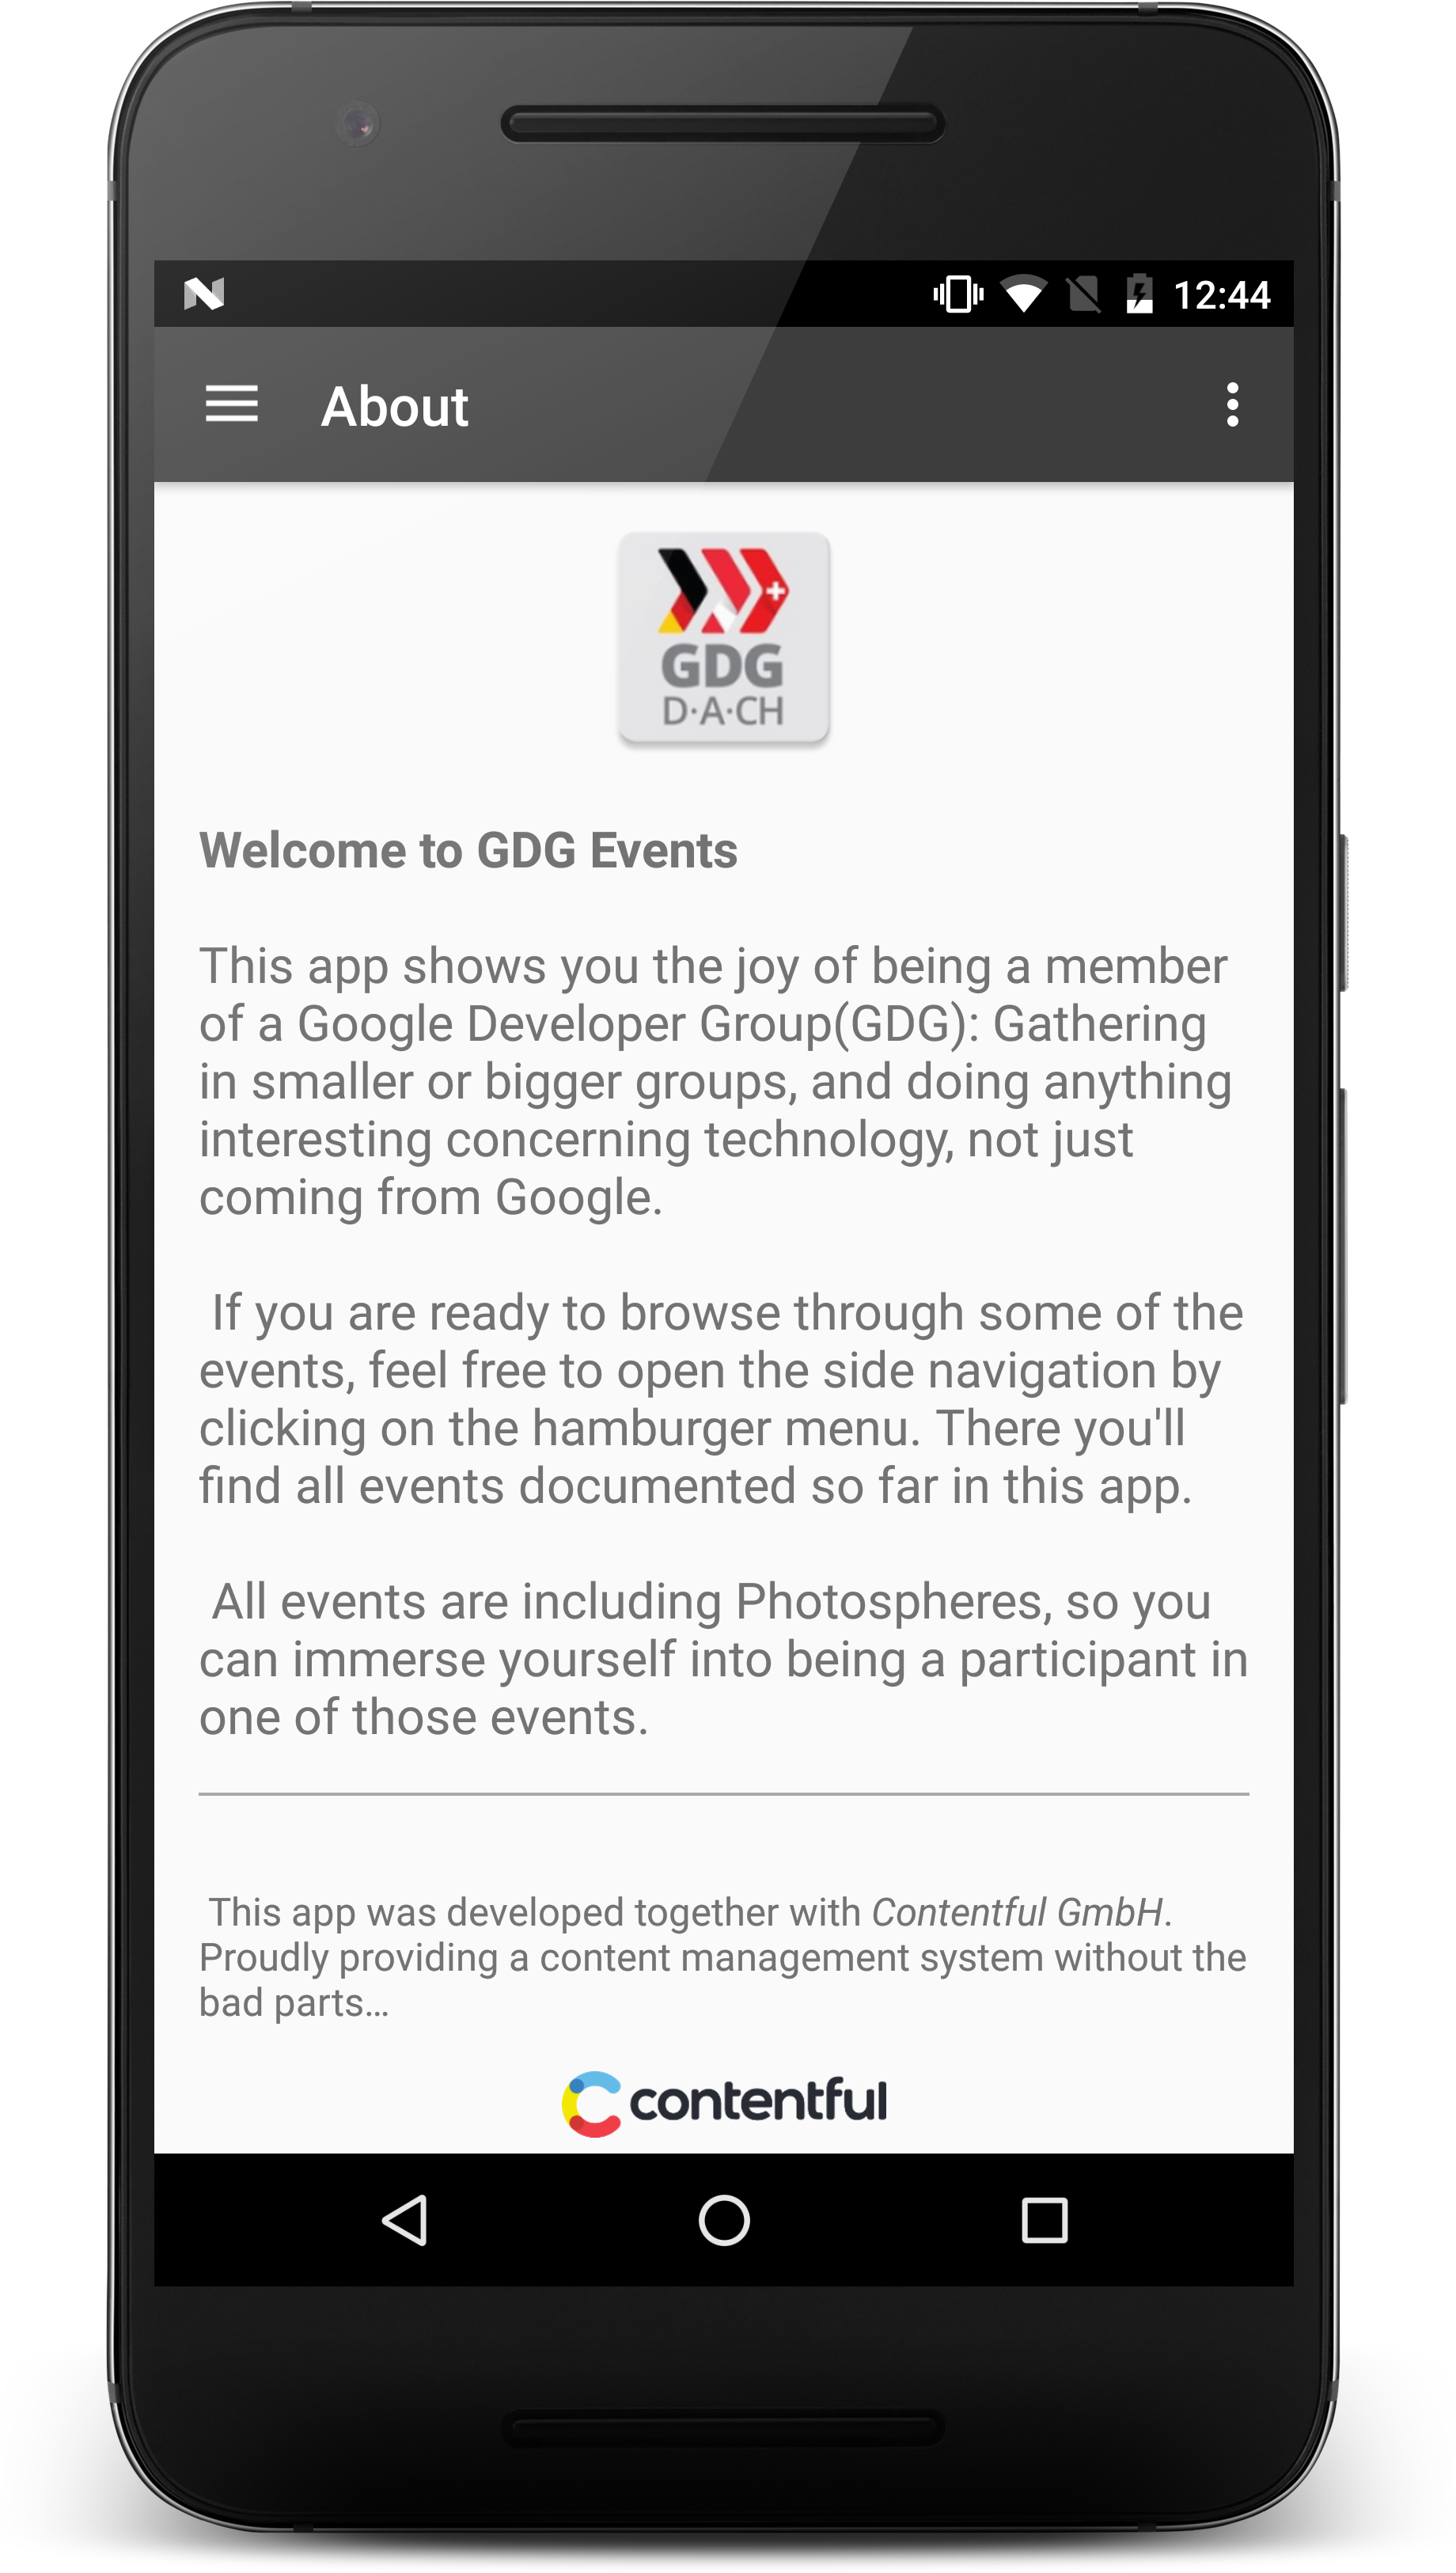 12:44
About
GDG
D·A·CH
Welcome to GDG Events
This app shows you the joy of being a member
of a Google Developer Group(GDG): Gathering
in smaller or bigger groups, and doing anything
interesting concerning technology, not just
coming from Google.
If you are ready to browse through some of the
events, feel free to open the side navigation by
clicking on the hamburger menu. There you'll
find all events documented so far in this app.
All events are including Photospheres, so you
can immerse yourself into being a participant in
one of those events.
This app was developed together with Contentful GmbH.
Proudly providing a content management system without the
bad parts…
contentful